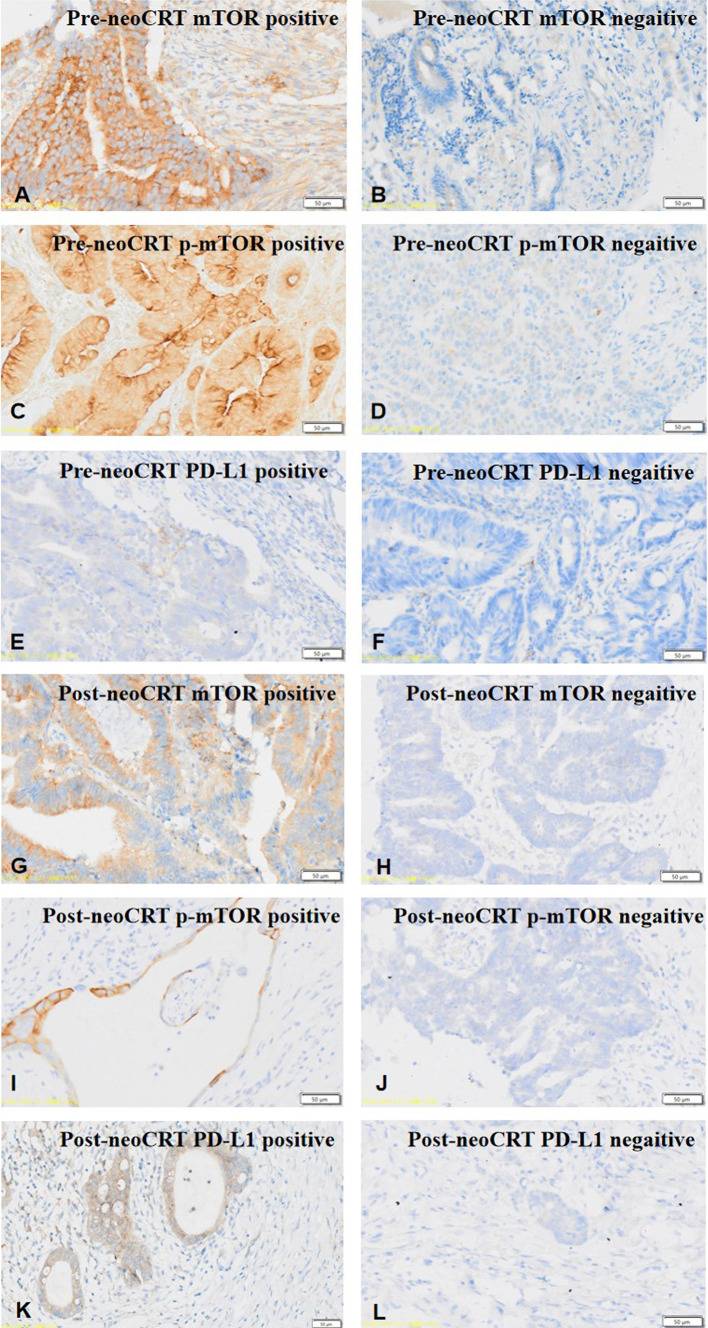 Pre-neoCRT mTOR positive
A
50 μm
Pre-neoCRT mTOR negaitive
B
50 μm
Pre-neoCRT p-mTOR positive
C
50 μm
Pre-neoCRT p-mTOR negaitive
D
50 μm
Pre-neoCRT PD-L1 positive
E
50 μm
Pre-neoCRT PD-L1 negaitive
F
50 μm
Post-neoCRT mTOR positive
G
50 μm
Post-neoCRT mTOR negaitive
H
50 μm
Post-neoCRT p-mTOR positive
I
50 μm
Post-neoCRT p-mTOR negaitive
J
50 μm
Post-neoCRT PD-L1 positive
K
50 μm
Post-neoCRT PD-L1 negaitive
L
50 μm